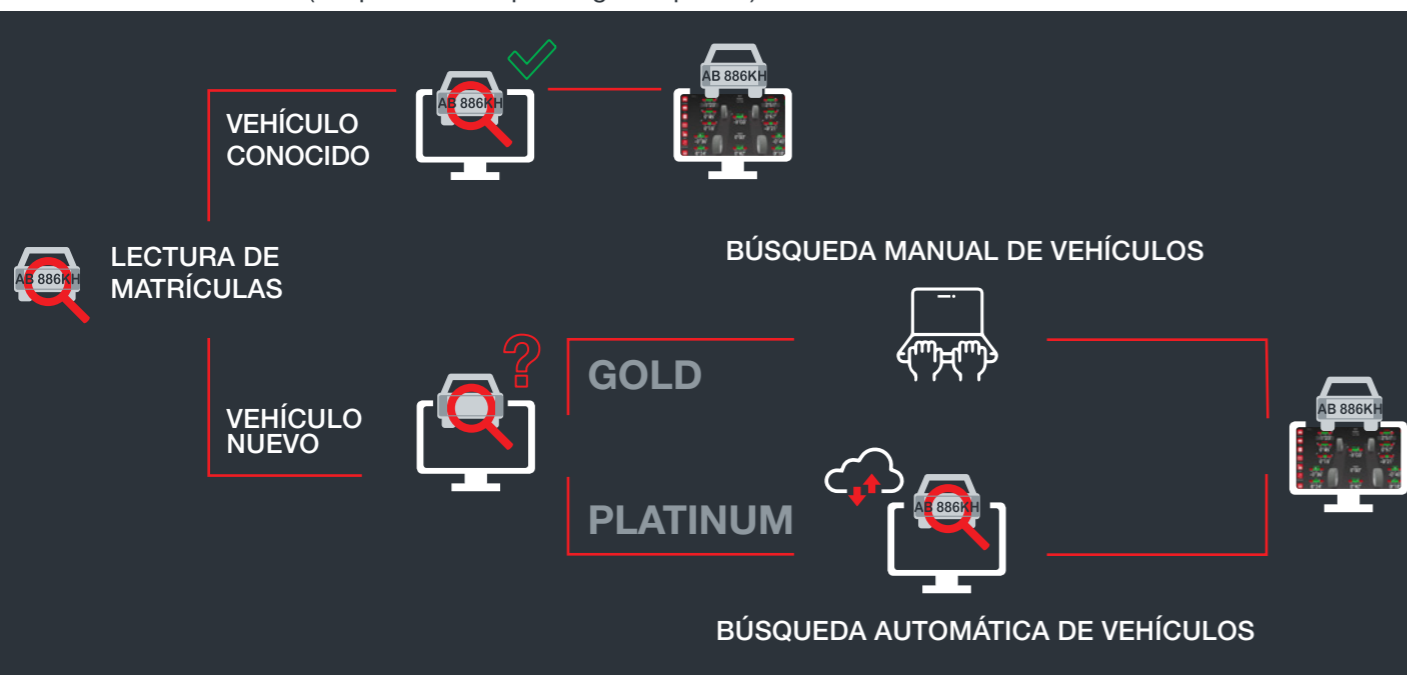 VEHÍCULO
CONOCIDO
AB 886KH
AB 886KH
LECTURA DE
MATRÍCULAS
AB 886KH
BÚSQUEDA MANUAL DE VEHÍCULOS
VEHÍCULO
NUEVO
?
GOLD
AB 886KH
PLATINUM
AB 886KH
BÚSQUEDA AUTOMÁTICA DE VEHÍCULOS